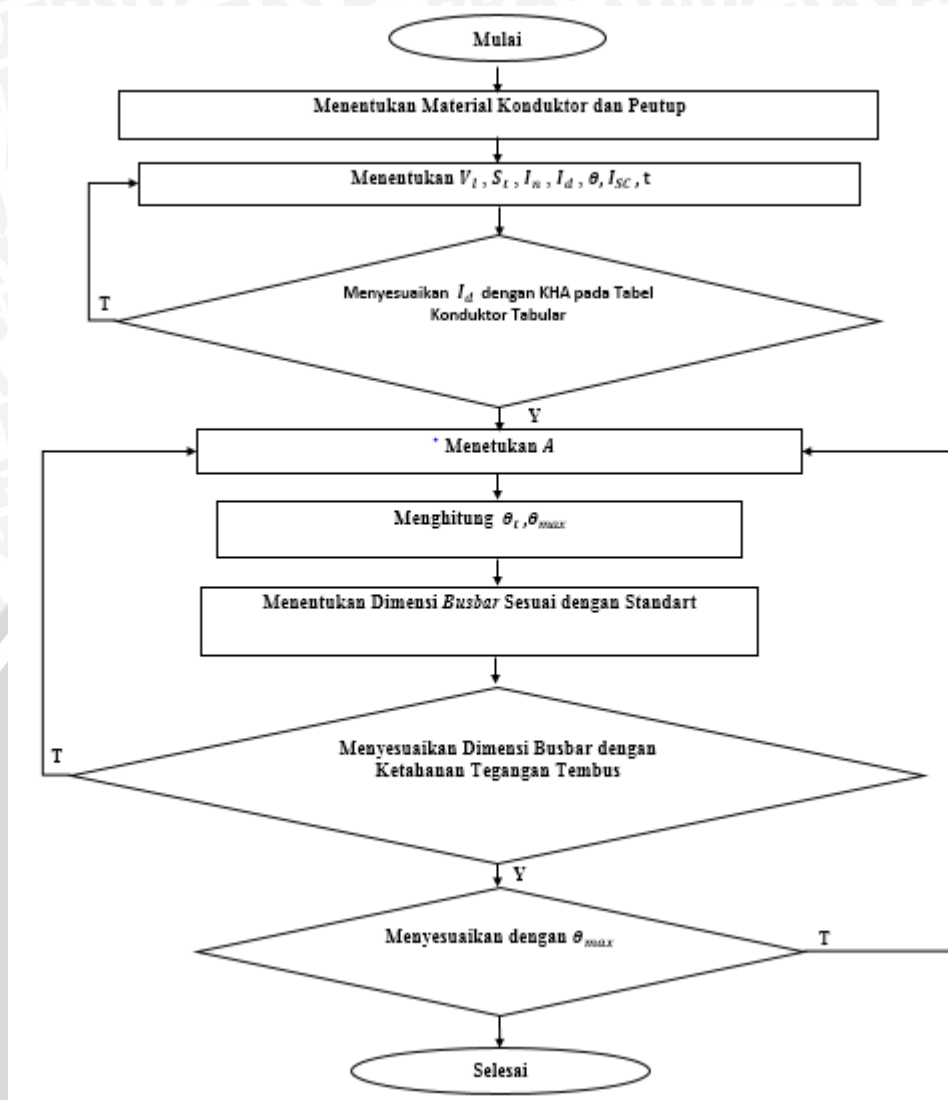 Mulai
Menentukan Material Konduktor dan Peutup
Menentukan V_l , S_t , I_n , I_d , θ, I_SC , t
Menyesuaikan I_d dengan KHA pada Tabel
Konduktor Tabular
T
Y
* Menetukan A
Menghitung θ_t ,θ_max
Menentukan Dimensi Busbar Sesuai dengan Standart
Menyesuaikan Dimensi Busbar dengan
Ketahanan Tegangan Tembus
T
Y
Menyesuaikan dengan θ_max
T
Selesai